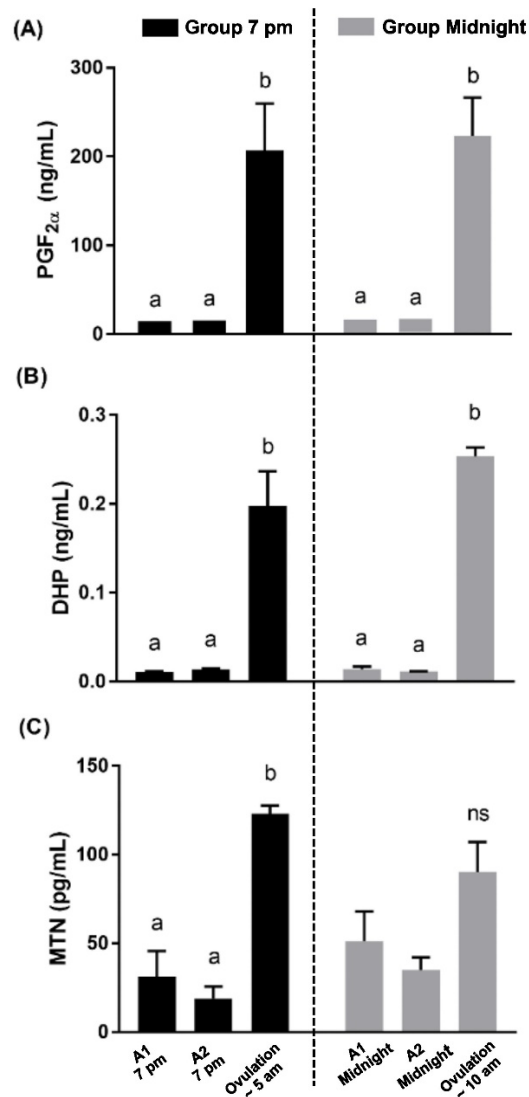 (A)
Group 7 pm
Group Midnight
PGF2α (ng/mL)
300
200
100
0
a
a
b
a
a
b
(B)
DHP (ng/mL)
0.3
0.2
0.1
0.0
a
a
b
a
a
b
(C)
MTN (pg/mL)
150
100
50
0
a
a
b
ns
A1
7 pm
A2
7 pm
Ovulation
~ 5 am
A1
Midnight
A2
Midnight
Ovulation
~ 10 am